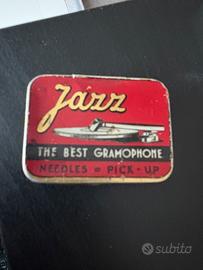 Jazz
THE BEST GRAMOPHONE
NEEDLES = PICK-UP
subito